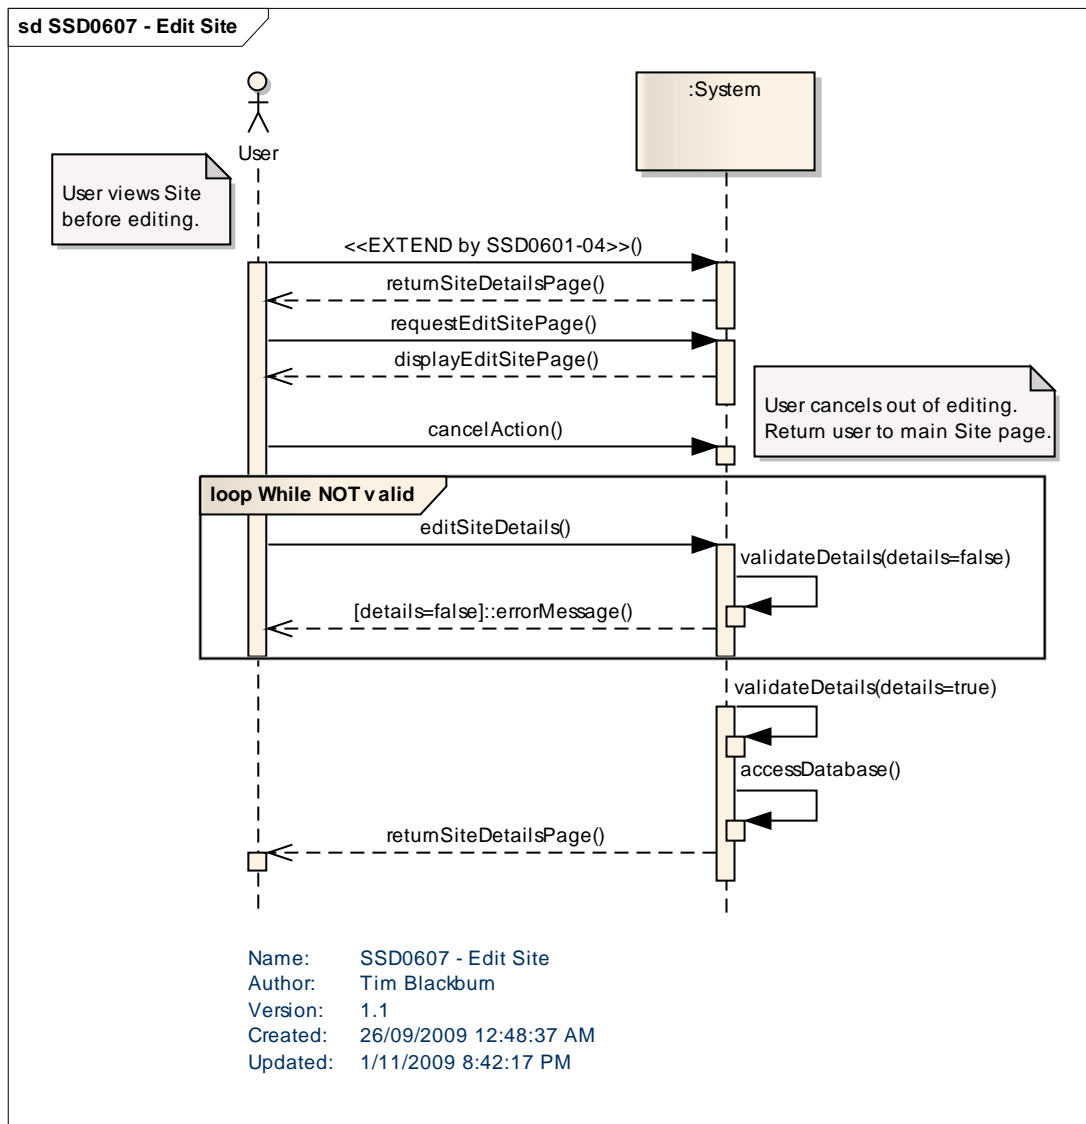 sd SSD0607 - Edit Site
:System
User
User views Site
before editing.
<<EXTEND by SSD0601-04>>()
returnSiteDetailsPage()
requestEditSitePage()
displayEditSitePage()
User cancels out of editing.
Return user to main Site page.
cancelAction()
loop While NOT valid
editSiteDetails()
validateDetails(details=false)
[details=false]::errorMessage()
validateDetails(details=true)
accessDatabase()
returnSiteDetailsPage()
Name: SSD0607 - Edit Site
Author: Tim Blackburn
Version: 1.1
Created: 26/09/2009 12:48:37 AM
Updated: 1/11/2009 8:42:17 PM